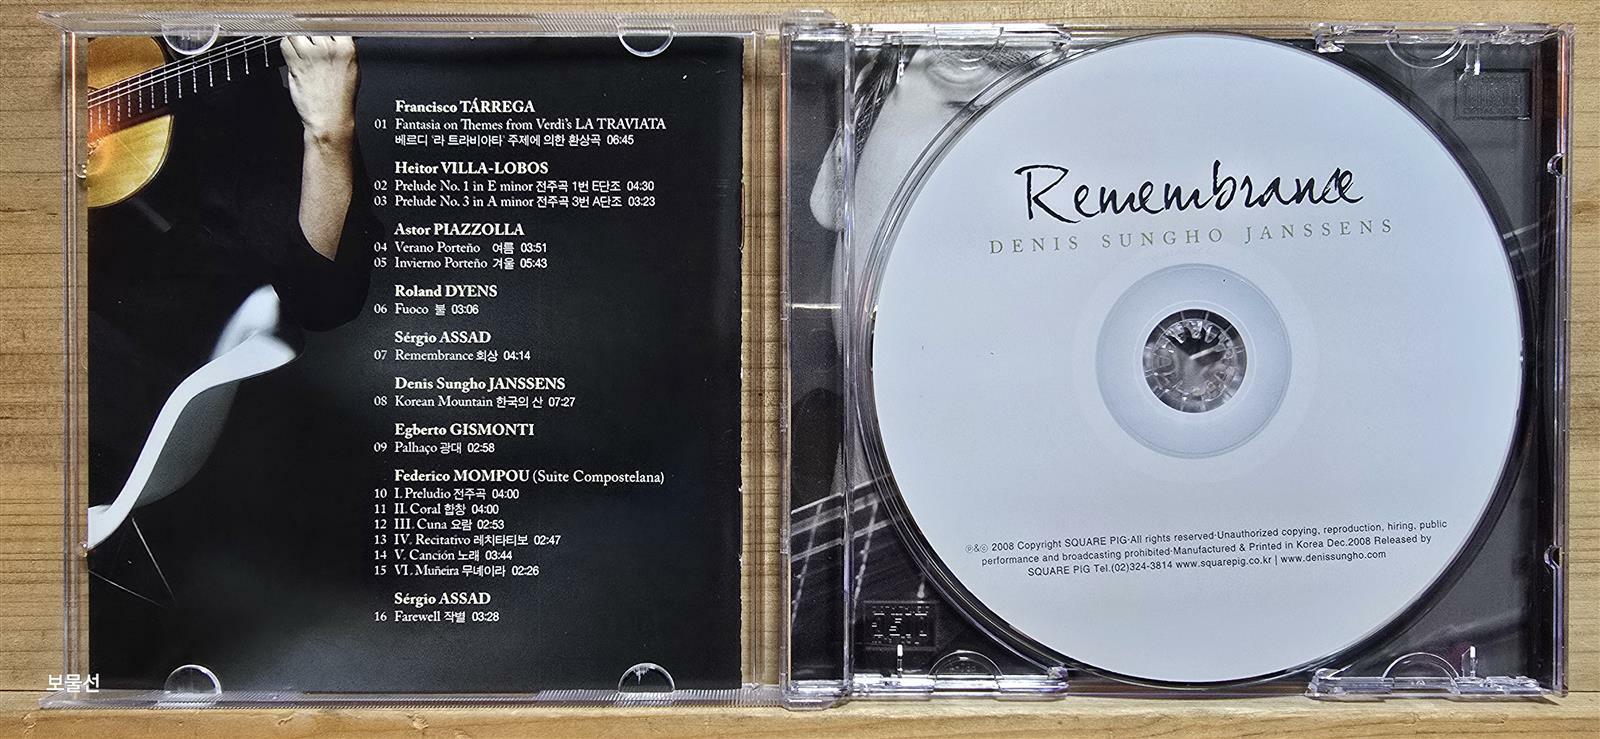 Francisco TÁRREGA
01 Fantasia on Themes from Verdi's LA TRAVIATA
베르디 '라 트라비아타' 주제에 의한 환상곡 06:45
Heitor VILLA-LOBOS
02 Prelude No. 1 in E minor 전주곡 1번 E단조 04:30
03 Prelude No. 3 in A minor 전주곡 3번 A단조 03:23
Astor PIAZZOLLA
04 Verano Porteño 여름 03:51
05 Invierno Porteño 겨울 05:43
Roland DYENS
06 Fuoco 불 03:06
Sérgio ASSAD
07 Remembrance 회상 04:14
Denis Sungho JANSSENS
08 Korean Mountain 한국의 산 07:27
Egberto GISMONTI
09 Palhaço 광대 02:58
Federico MOMPOU (Suite Compostelana)
10 I. Preludio 전주곡 04:00
11 II. Coral 합창 04:00
12 III. Cuna 요람 02:53
13 IV. Recitativo 레치타티보 02:47
14 V. Canción 노래 03:44
15 VI. Muñeira 무녜이라 02:26
Sérgio ASSAD
16 Farewell 작별 03:28
보물선
Remembrance
DENIS SUNGHO JANSSENS
℗&© 2008 Copyright SQUARE PIG·All rights reserved·Unauthorized copying, reproduction, hiring, public
performance and broadcasting prohibited·Manufactured & Printed in Korea Dec.2008 Released by
SQUARE PIG Tel.(02)324-3814 www.squarepig.co.kr | www.denissungho.com